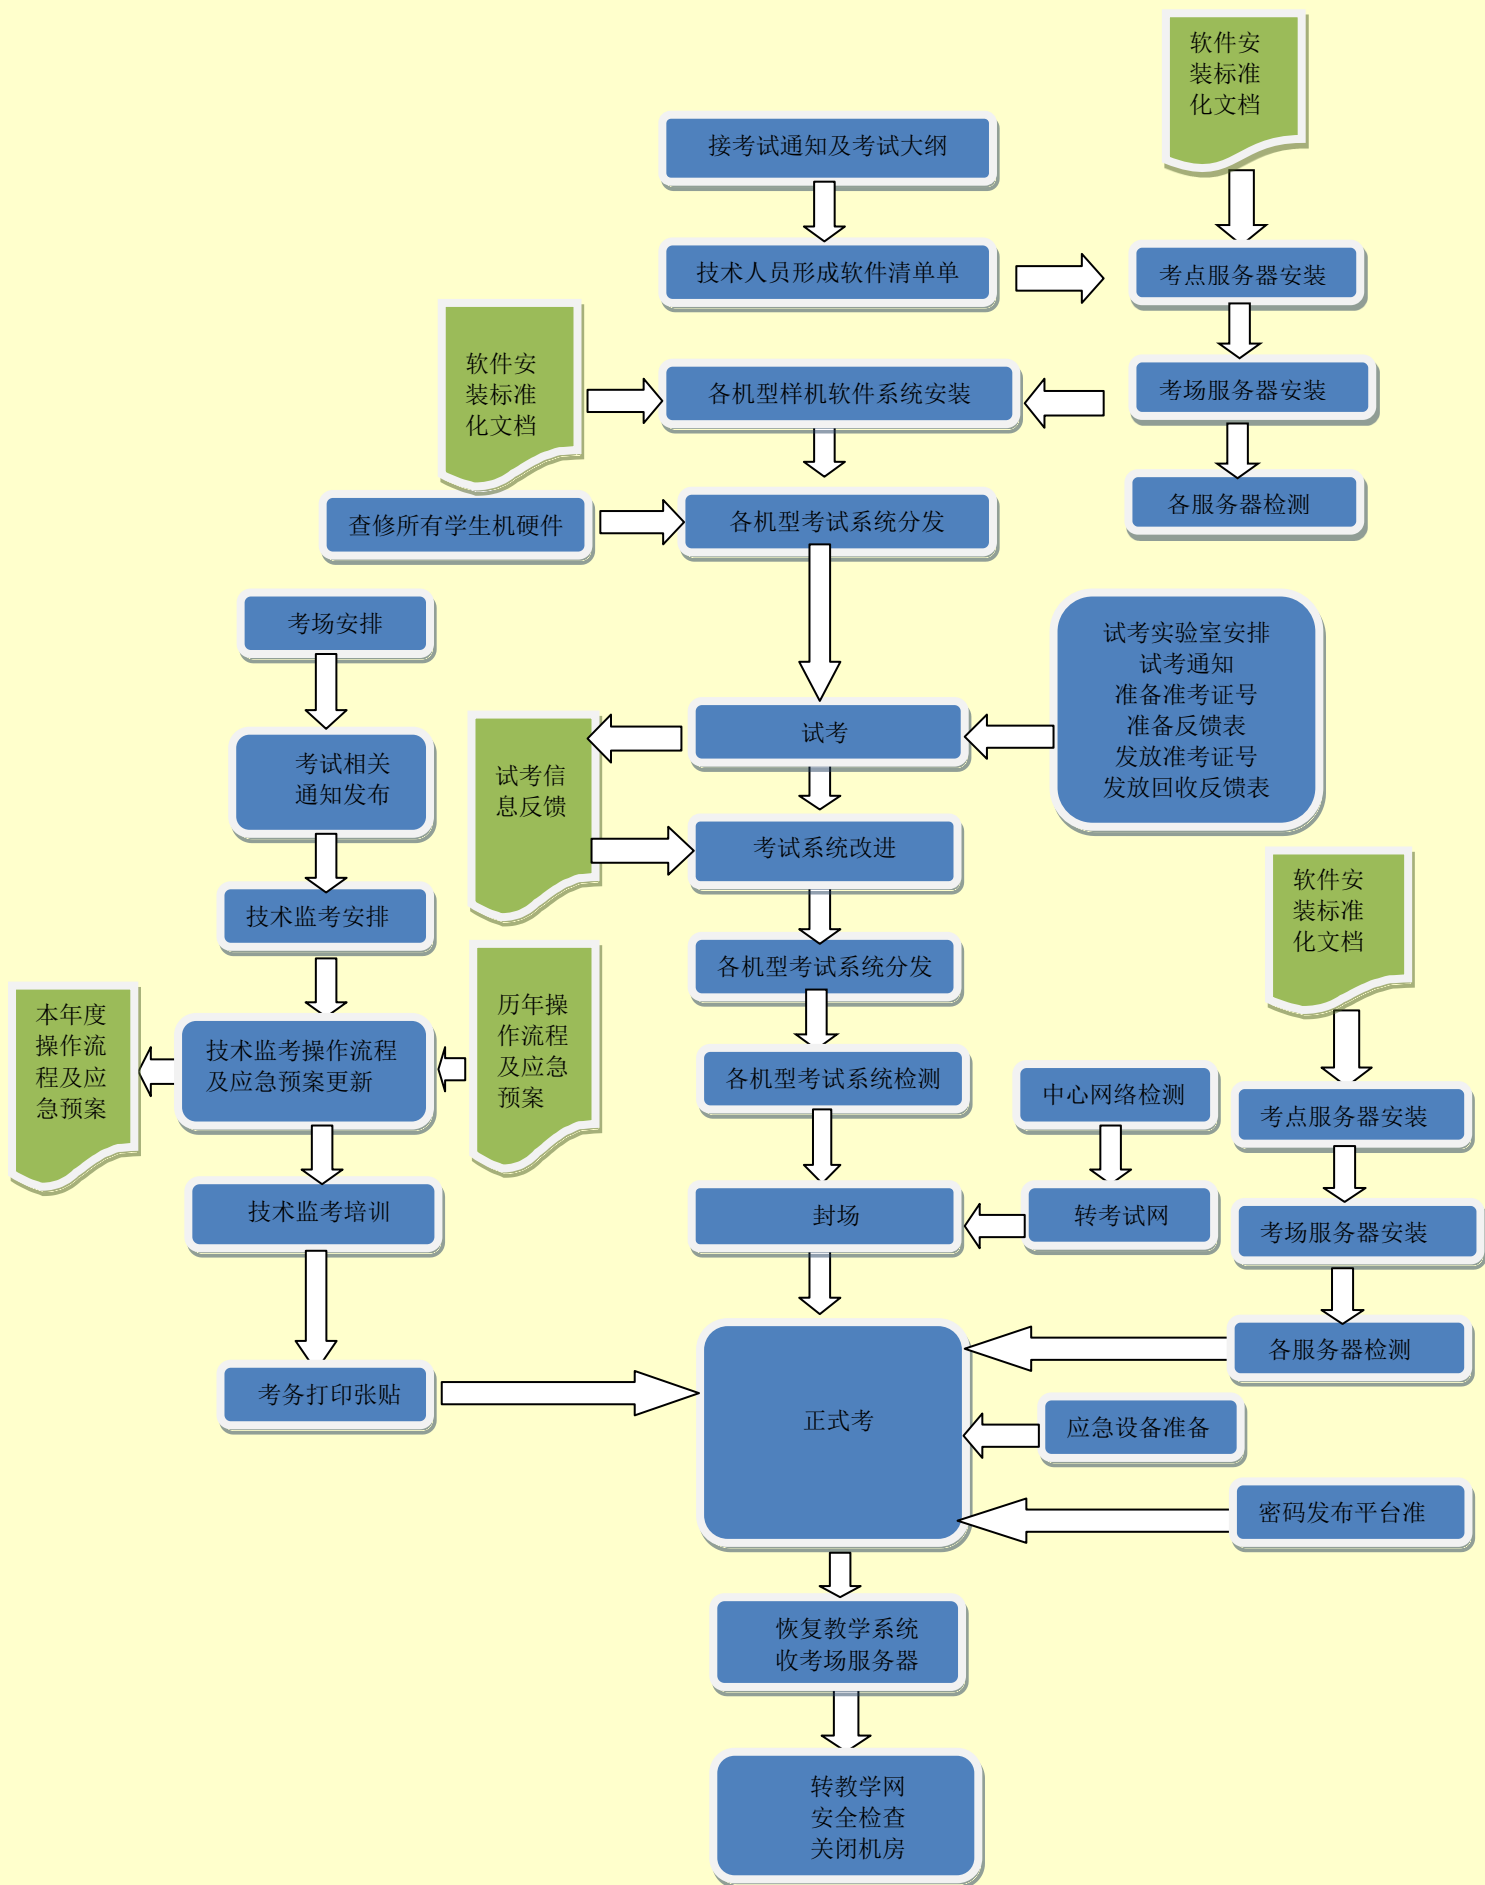 软件安
装标准
化文档
接考试通知及考试大纲
技术人员形成软件清单单
考点服务器安装
软件安
装标准
化文档
各机型样机软件系统安装
考场服务器安装
各服务器检测
查修所有学生机硬件
各机型考试系统分发
考场安排
试考实验室安排
试考通知
准备准考证号
准备反馈表
发放准考证号
发放回收反馈表
试考
考试相关
通知发布
试考信
息反馈
考试系统改进
软件安
装标准
化文档
技术监考安排
各机型考试系统分发
本年度
操作流
程及应
急预案
技术监考操作流程
及应急预案更新
历年操
作流程
及应急
预案
各机型考试系统检测
中心网络检测
考点服务器安装
技术监考培训
封场
转考试网
考场服务器安装
各服务器检测
考务打印张贴
正式考
应急设备准备
密码发布平台准
恢复教学系统
收考场服务器
转教学网
安全检查
关闭机房